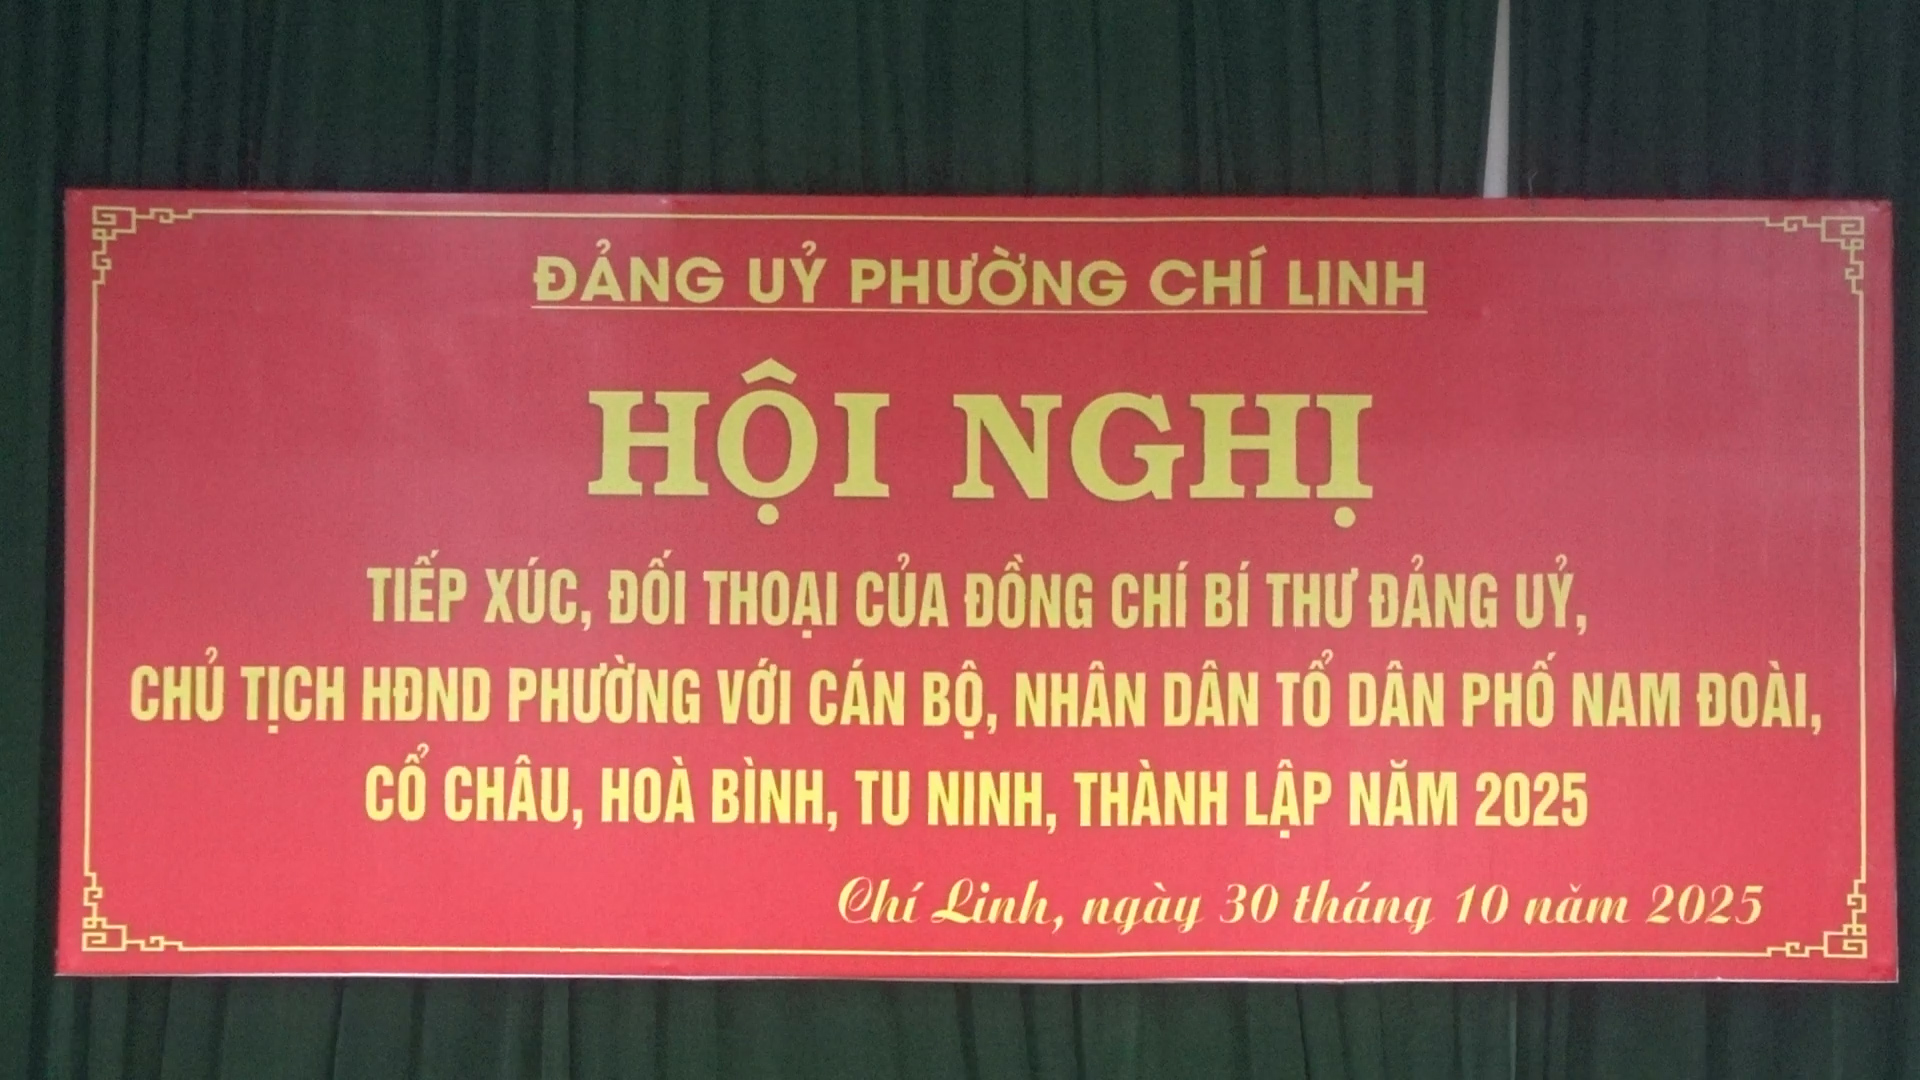 ĐẢNG UỶ PHƯỜNG CHÍ LINH
HỘI NGHỊ
TIẾP XÚC, ĐỐI THOẠI CỦA ĐỒNG CHÍ BÍ THƯ ĐẢNG UỶ,
CHỦ TỊCH HĐND PHƯỜNG VỚI CÁN BỘ, NHÂN DÂN TỔ DÂN PHỐ NAM ĐOÀI,
CỔ CHÂU, HOÀ BÌNH, TU NINH, THÀNH LẬP NĂM 2025
Chí Linh, ngày 30 tháng 10 năm 2025